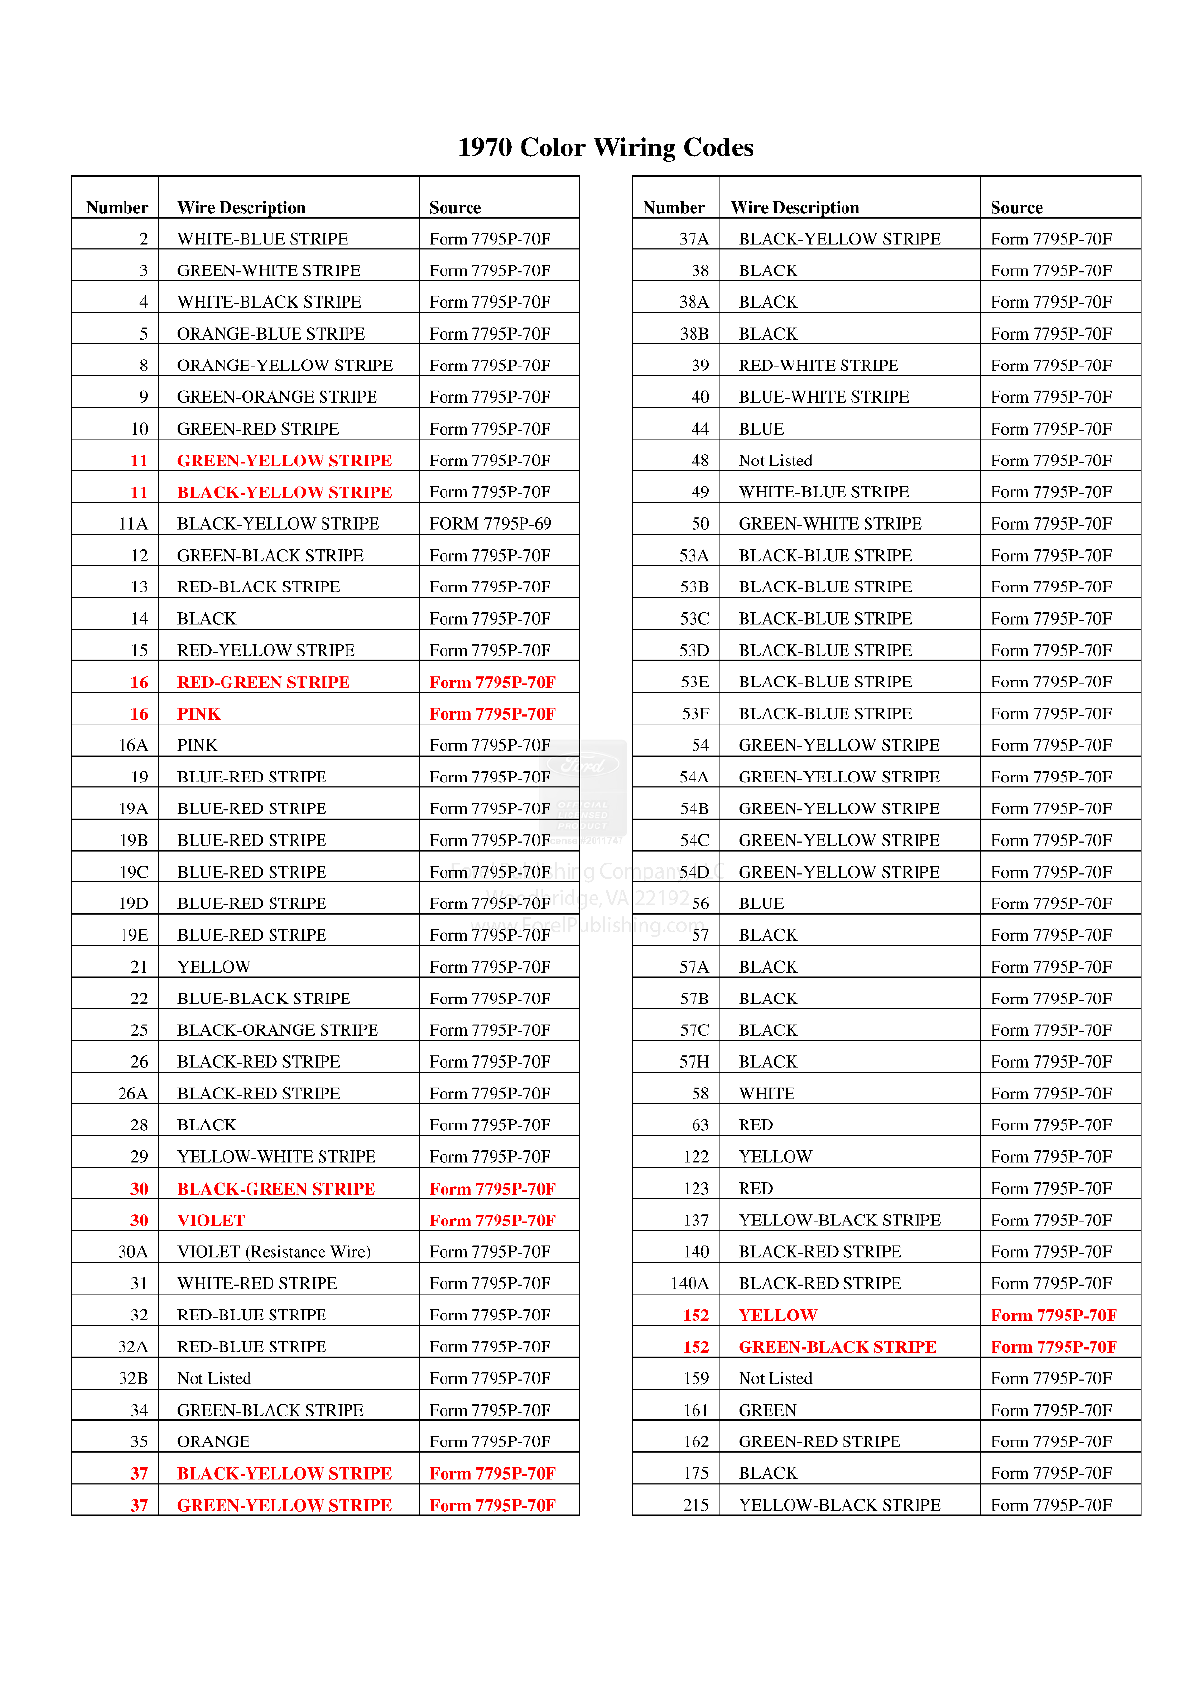 1970 Color Wiring Codes
Number Wire Description Source
2 WHITE-BLUE STRIPE Form 7795P-70F
3 GREEN-WHITE STRIPE Form 7795P-70F
4 WHITE-BLACK STRIPE Form 7795P-70F
5 ORANGE-BLUE STRIPE Form 7795P-70F
8 ORANGE-YELLOW STRIPE Form 7795P-70F
9 GREEN-ORANGE STRIPE Form 7795P-70F
10 GREEN-RED STRIPE Form 7795P-70F
11 GREEN-YELLOW STRIPE Form 7795P-70F
11 BLACK-YELLOW STRIPE Form 7795P-70F
11A BLACK-YELLOW STRIPE FORM 7795P-69
12 GREEN-BLACK STRIPE Form 7795P-70F
13 RED-BLACK STRIPE Form 7795P-70F
14 BLACK Form 7795P-70F
15 RED-YELLOW STRIPE Form 7795P-70F
16 RED-GREEN STRIPE Form 7795P-70F
16 PINK Form 7795P-70F
16A PINK Form 7795P-70F
19 BLUE-RED STRIPE Form 7795P-70F
19A BLUE-RED STRIPE Form 7795P-70F
19B BLUE-RED STRIPE Form 7795P-70F
19C BLUE-RED STRIPE Form 7795P-70F
19D BLUE-RED STRIPE Form 7795P-70F
19E BLUE-RED STRIPE Form 7795P-70F
21 YELLOW Form 7795P-70F
22 BLUE-BLACK STRIPE Form 7795P-70F
25 BLACK-ORANGE STRIPE Form 7795P-70F
26 BLACK-RED STRIPE Form 7795P-70F
26A BLACK-RED STRIPE Form 7795P-70F
28 BLACK Form 7795P-70F
29 YELLOW-WHITE STRIPE Form 7795P-70F
30 BLACK-GREEN STRIPE Form 7795P-70F
30 VIOLET Form 7795P-70F
30A VIOLET (Resistance Wire) Form 7795P-70F
31 WHITE-RED STRIPE Form 7795P-70F
32 RED-BLUE STRIPE Form 7795P-70F
32A RED-BLUE STRIPE Form 7795P-70F
32B Not Listed Form 7795P-70F
34 GREEN-BLACK STRIPE Form 7795P-70F
35 ORANGE Form 7795P-70F
37 BLACK-YELLOW STRIPE Form 7795P-70F
37 GREEN-YELLOW STRIPE Form 7795P-70F
Number Wire Description Source
37A BLACK-YELLOW STRIPE Form 7795P-70F
38 BLACK Form 7795P-70F
38A BLACK Form 7795P-70F
38B BLACK Form 7795P-70F
39 RED-WHITE STRIPE Form 7795P-70F
40 BLUE-WHITE STRIPE Form 7795P-70F
44 BLUE Form 7795P-70F
48 Not Listed Form 7795P-70F
49 WHITE-BLUE STRIPE Form 7795P-70F
50 GREEN-WHITE STRIPE Form 7795P-70F
53A BLACK-BLUE STRIPE Form 7795P-70F
53B BLACK-BLUE STRIPE Form 7795P-70F
53C BLACK-BLUE STRIPE Form 7795P-70F
53D BLACK-BLUE STRIPE Form 7795P-70F
53E BLACK-BLUE STRIPE Form 7795P-70F
53F BLACK-BLUE STRIPE Form 7795P-70F
54 GREEN-YELLOW STRIPE Form 7795P-70F
54A GREEN-YELLOW STRIPE Form 7795P-70F
54B GREEN-YELLOW STRIPE Form 7795P-70F
54C GREEN-YELLOW STRIPE Form 7795P-70F
54D GREEN-YELLOW STRIPE Form 7795P-70F
56 BLUE Form 7795P-70F
57 BLACK Form 7795P-70F
57A BLACK Form 7795P-70F
57B BLACK Form 7795P-70F
57C BLACK Form 7795P-70F
57H BLACK Form 7795P-70F
58 WHITE Form 7795P-70F
63 RED Form 7795P-70F
122 YELLOW Form 7795P-70F
123 RED Form 7795P-70F
137 YELLOW-BLACK STRIPE Form 7795P-70F
140 BLACK-RED STRIPE Form 7795P-70F
140A BLACK-RED STRIPE Form 7795P-70F
152 YELLOW Form 7795P-70F
152 GREEN-BLACK STRIPE Form 7795P-70F
159 Not Listed Form 7795P-70F
161 GREEN Form 7795P-70F
162 GREEN-RED STRIPE Form 7795P-70F
175 BLACK Form 7795P-70F
215 YELLOW-BLACK STRIPE Form 7795P-70F
Ford
OFFICIAL
LICENSED
PRODUCT
Forel Publishing Company, LLC
Woodbridge, VA 22192
www.ForelPublishing.com